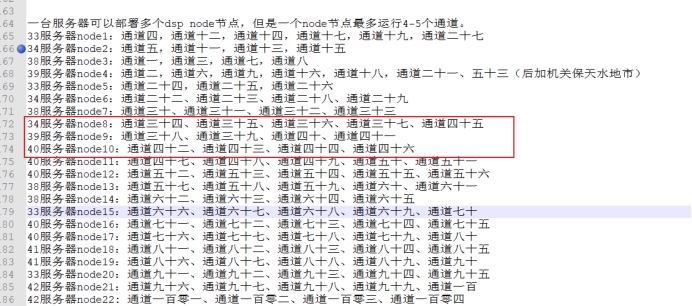 164 一台服务器可以部署多个dsp node节点，但是一个node节点最多运行4-5个通道。
165 33服务器node1: 通道四，通道十二，通道十四，通道十七，通道十九，通道二十七
166 34服务器node2: 通道五，通道十一，通道十三，通道十五
167 38服务器node3: 通道一，通道三，通道七，通道八
168 39服务器node4: 通道二，通道六，通道九，通道十六，通道十八，通道二十一、五十三（后加机关保天水地市）
169 33服务器node5: 通道二十四，通道二十五，通道二十六
170 34服务器node6: 通道二十二、通道二十三、通道二十八、通道二十九
171 38服务器node7: 通道三十、通道三十一、通道三十二、通道三十三
172 34服务器node8: 通道三十四、通道三十五、通道三十六、通道三十七、通道四十五
173 39服务器node9: 通道三十八、通道三十九、通道四十、通道四十一
174 40服务器node10: 通道四十二、通道四十三、通道四十四、通道四十六
175 40服务器node11: 通道四十七、通道四十八、通道四十九、通道五十、通道五十一
176 40服务器node12: 通道五十二、通道五十三、通道五十四、通道五十五、通道五十六
177 38服务器node13: 通道五十七、通道五十八、通道五十九、通道六十、通道六十一
178 38服务器node14: 通道六十二、通道六十三、通道六十四、通道六十五
179 33服务器node15: 通道六十六、通道六十七、通道六十八、通道六十九、通道七十
180 40服务器node16: 通道七十一、通道七十二、通道七十三、通道七十四、通道七十五
181 40服务器node17: 通道七十六、通道七十七、通道七十八、通道七十九、通道八十
182 41服务器node18: 通道八十一、通道八十二、通道八十三、通道八十四、通道八十五
183 41服务器node19: 通道八十六、通道八十七、通道八十八、通道八十九、通道九十
184 33服务器node20: 通道九十一、通道九十二、通道九十三、通道九十四、通道九十五
185 42服务器node21: 通道九十六、通道九十七、通道九十八、通道九十九、通道一百
186 42服务器node22: 通道一百零一、通道一百零二、通道一百零三、通道一百零四